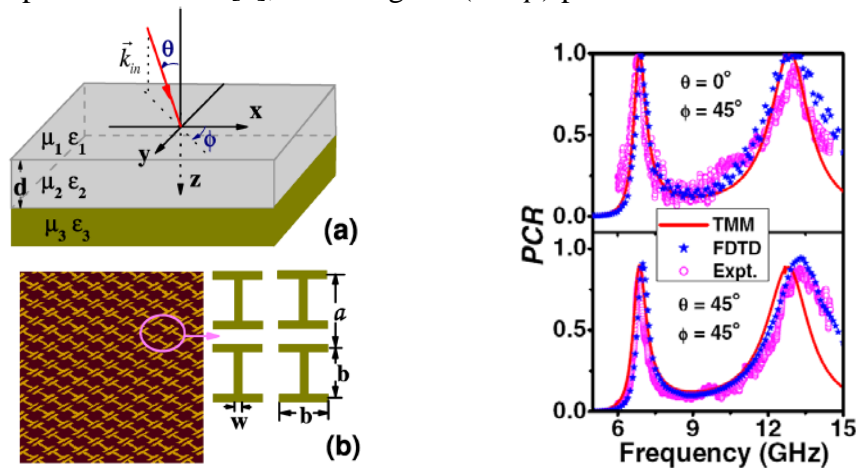 k⃗in
θ
x
ϕ
y
z
μ1 ε1
d
μ2 ε2
μ3 ε3
(a)
a
b
w
b
(b)
PCR
1.0
0.5
0.0
θ = 0°
ϕ = 45°
TMM
FDTD
Expt.
1.0
0.5
0.0
θ = 45°
ϕ = 45°
6 9 12 15
Frequency (GHz)